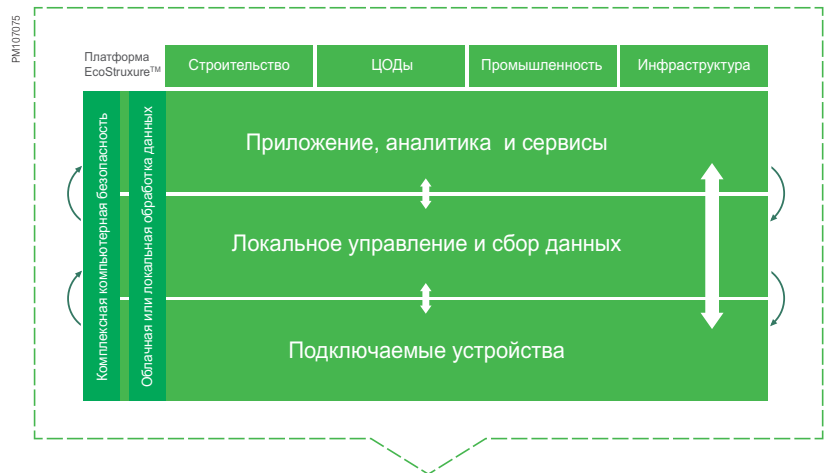 PM107075
Платформа
EcoStruxure™
Строительство
ЦОДы
Промышленность
Инфраструктура
Комплексная компьютерная безопасность
Облачная или локальная обработка данных
Приложение, аналитика и сервисы
Локальное управление и сбор данных
Подключаемые устройства